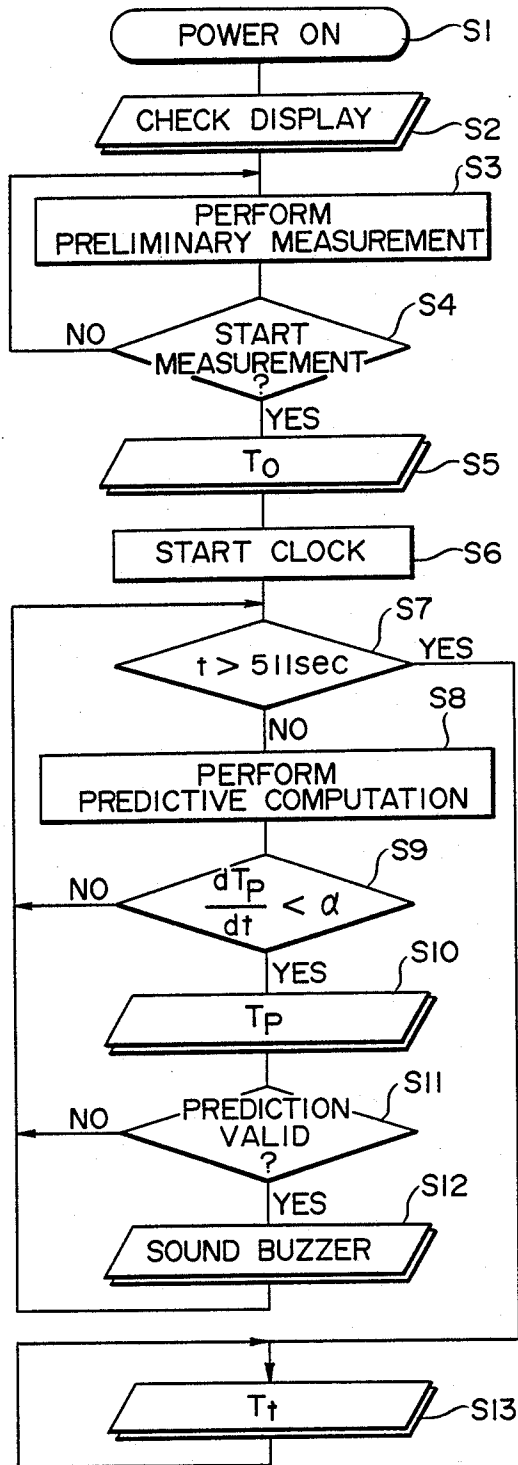 POWER ON
S1
CHECK DISPLAY
S2
S3
PERFORM
PRELIMINARY MEASUREMENT
S4
NO
START
MEASUREMENT
?
YES
To
S5
START CLOCK
S6
S7
t > 511sec
YES
NO
S8
PERFORM
PREDICTIVE COMPUTATION
S9
NO
dTP
dt
< α
YES
S10
TP
S11
NO
PREDICTION
VALID
?
YES
S12
SOUND BUZZER
Tt
S13